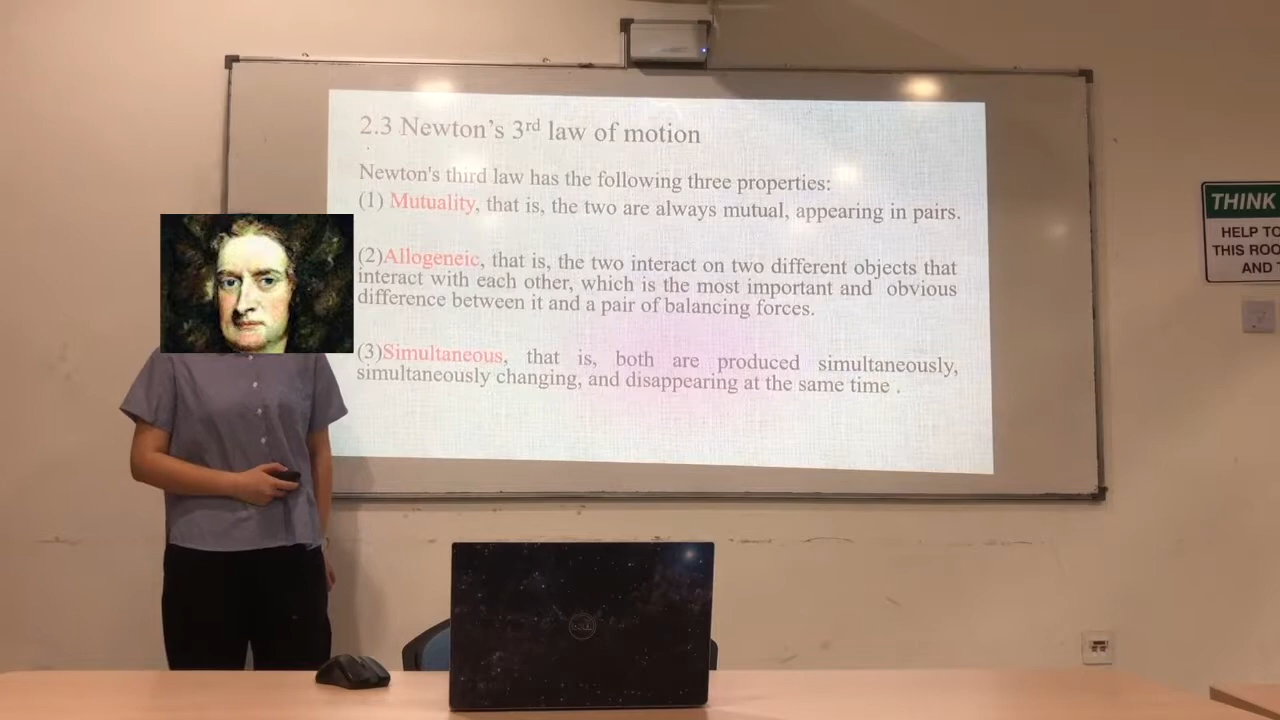 2.3 Newton's 3rd law of motion
Newton's third law has the following three properties:
(1) Mutuality, that is, the two are always mutual, appearing in pairs.
(2)Allogeneic, that is, the two interact on two different objects that
interact with each other, which is the most important and obvious
difference between it and a pair of balancing forces.
(3)Simultaneous, that is, both are produced simultaneously,
simultaneously changing, and disappearing at the same time .
THINK
HELP TO
THIS ROO
AND
DELL